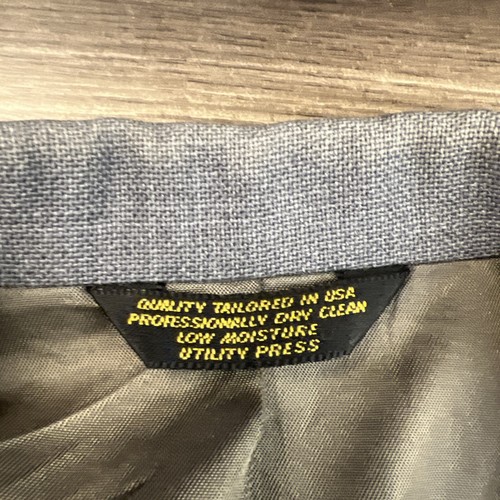 QUALITY TAILORED IN USA
PROFESSIONALLY DRY CLEAN
LOW MOISTURE
UTILITY PRESS